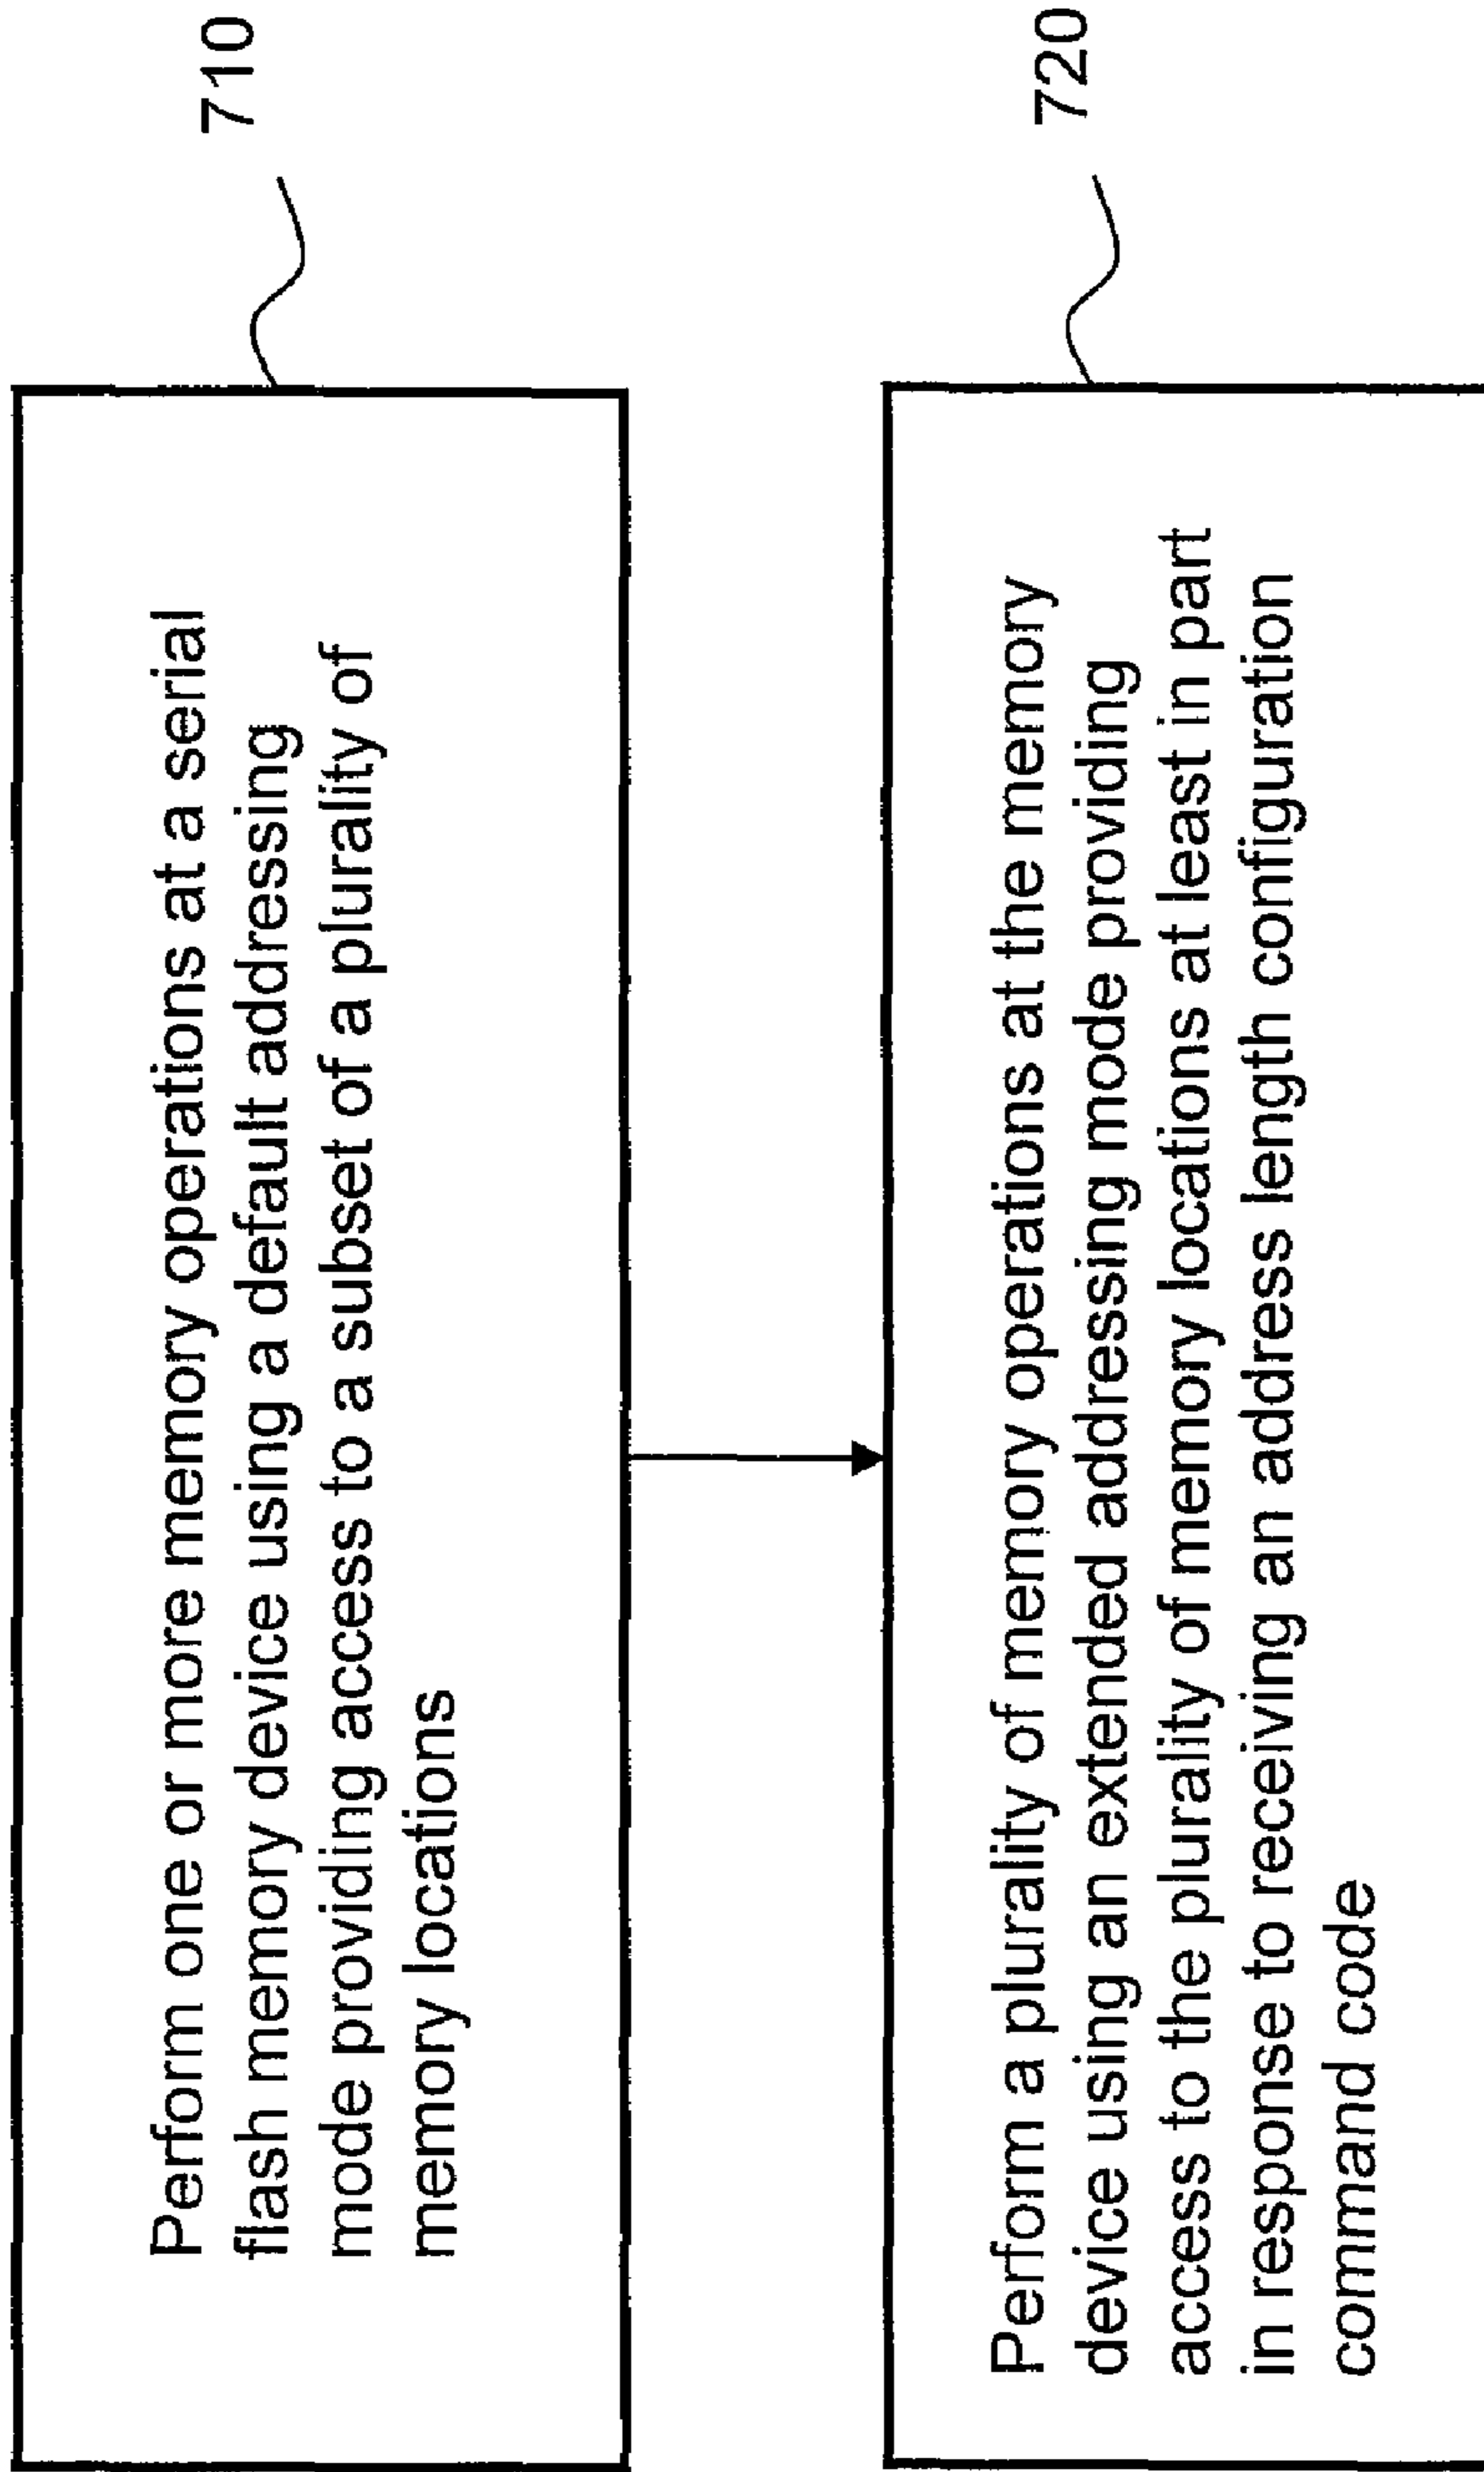 Perform one or more memory operations at a serial
flash memory device using a default addressing
mode providing access to a subset of a plurality of
memory locations
710
Perform a plurality of memory operations at the memory
device using an extended addressing mode providing
access to the plurality of memory locations at least in part
in response to receiving an address length configuration
command code
720